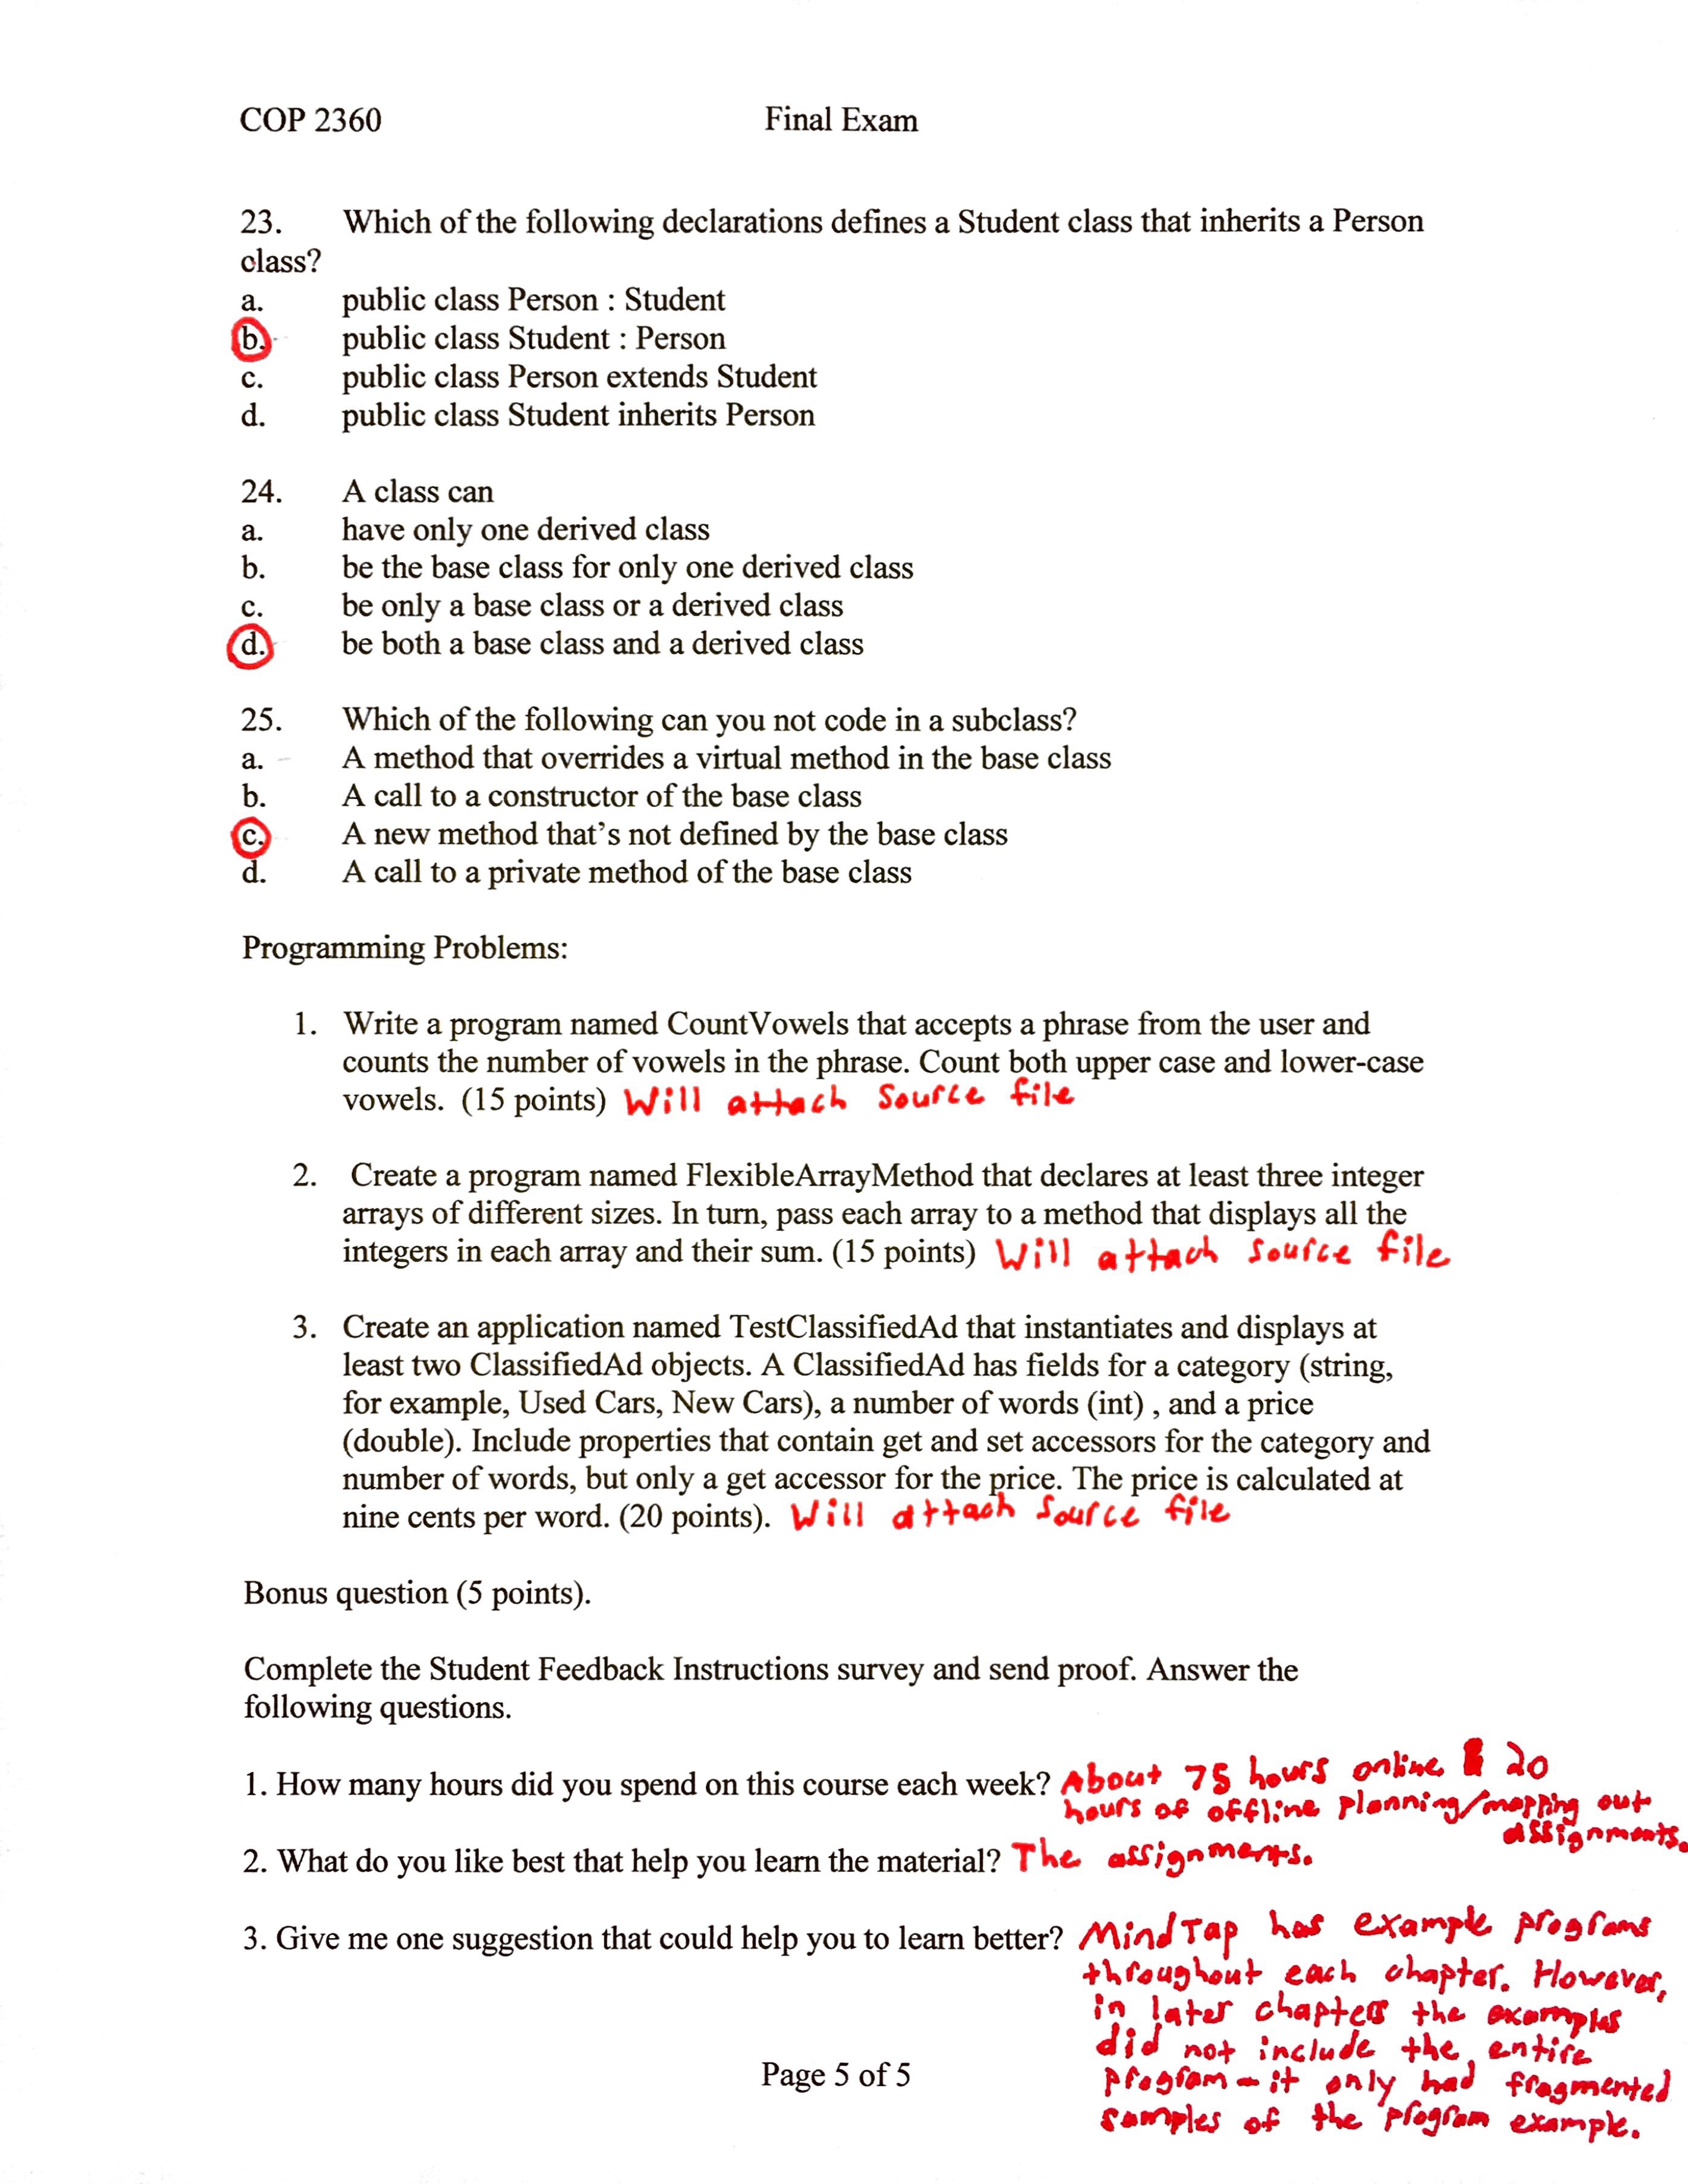 COP 2360 Final Exam
23. Which of the following declarations defines a Student class that inherits a Person
class?
a. public class Person : Student
b. public class Student : Person
c. public class Person extends Student
d. public class Student inherits Person
24. A class can
a. have only one derived class
b. be the base class for only one derived class
c. be only a base class or a derived class
d. be both a base class and a derived class
25. Which of the following can you not code in a subclass?
a. A method that overrides a virtual method in the base class
b. A call to a constructor of the base class
c. A new method that's not defined by the base class
d. A call to a private method of the base class
Programming Problems:
1. Write a program named CountVowels that accepts a phrase from the user and
counts the number of vowels in the phrase. Count both upper case and lower-case
vowels. (15 points) Will attach source file
2. Create a program named FlexibleArrayMethod that declares at least three integer
arrays of different sizes. In turn, pass each array to a method that displays all the
integers in each array and their sum. (15 points) Will attach source file
3. Create an application named TestClassifiedAd that instantiates and displays at
least two ClassifiedAd objects. A ClassifiedAd has fields for a category (string,
for example, Used Cars, New Cars), a number of words (int) , and a price
(double). Include properties that contain get and set accessors for the category and
number of words, but only a get accessor for the price. The price is calculated at
nine cents per word. (20 points). Will attach source file
Bonus question (5 points).
Complete the Student Feedback Instructions survey and send proof. Answer the
following questions.
1. How many hours did you spend on this course each week? About 75 hours online & 20
hours of offline planning/mapping out
assignments.
2. What do you like best that help you learn the material? The assignments.
3. Give me one suggestion that could help you to learn better? MindTap has example programs
throughout each chapter. However,
in later chapters the examples
did not include the entire
program - it only had fragmented
samples of the program example.
Page 5 of 5